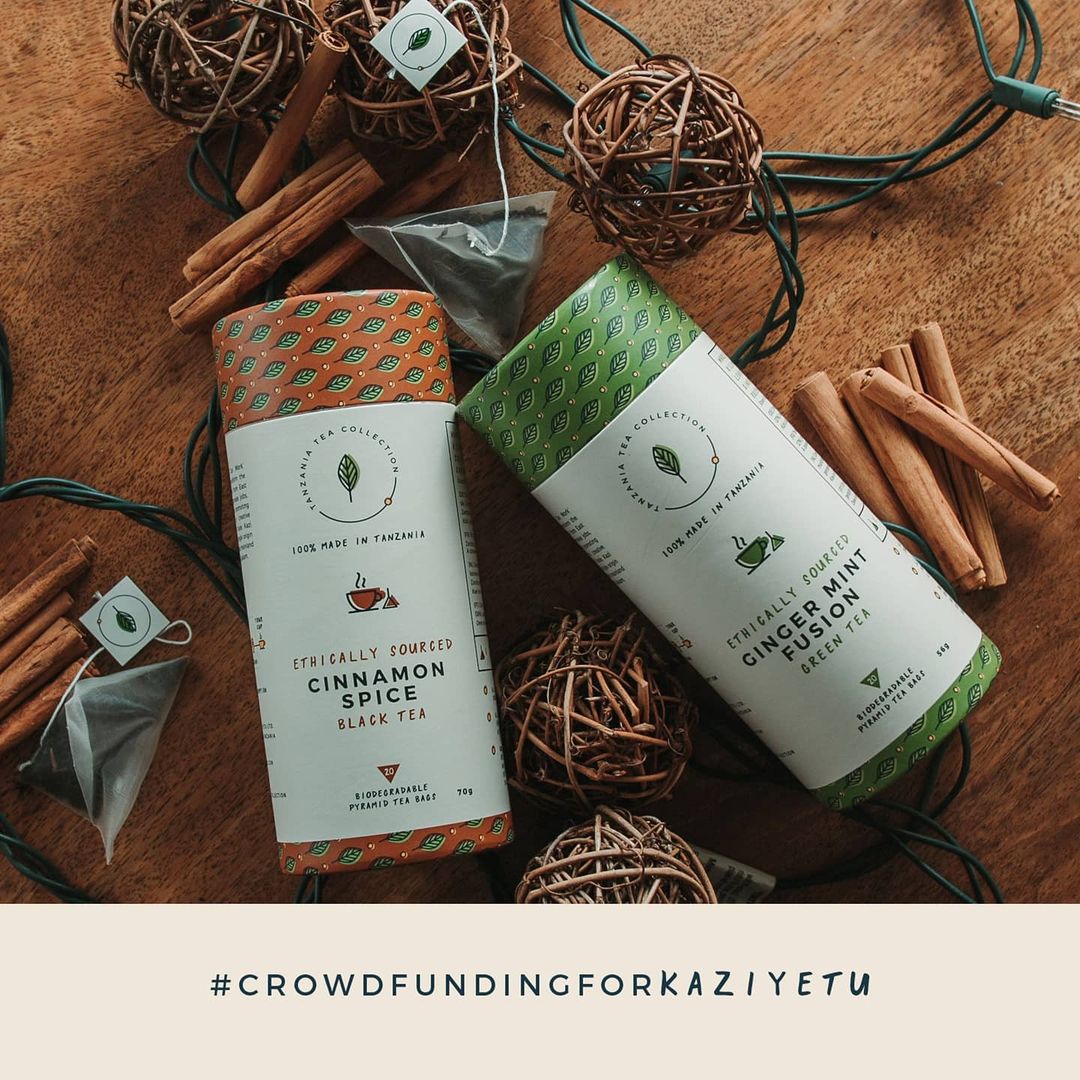 TANZANIA TEA COLLECTION
100% MADE IN TANZANIA
ETHICALLY SOURCED
CINNAMON
SPICE
BLACK TEA
20
BIODEGRADABLE
PYRAMID TEA BAGS
70g
TANZANIA TEA COLLECTION
100% MADE IN TANZANIA
ETHICALLY SOURCED
GINGER MINT
FUSION
GREEN TEA
20
BIODEGRADABLE
PYRAMID TEA BAGS
56g
#CROWDFUNDINGFORKAZIYETU